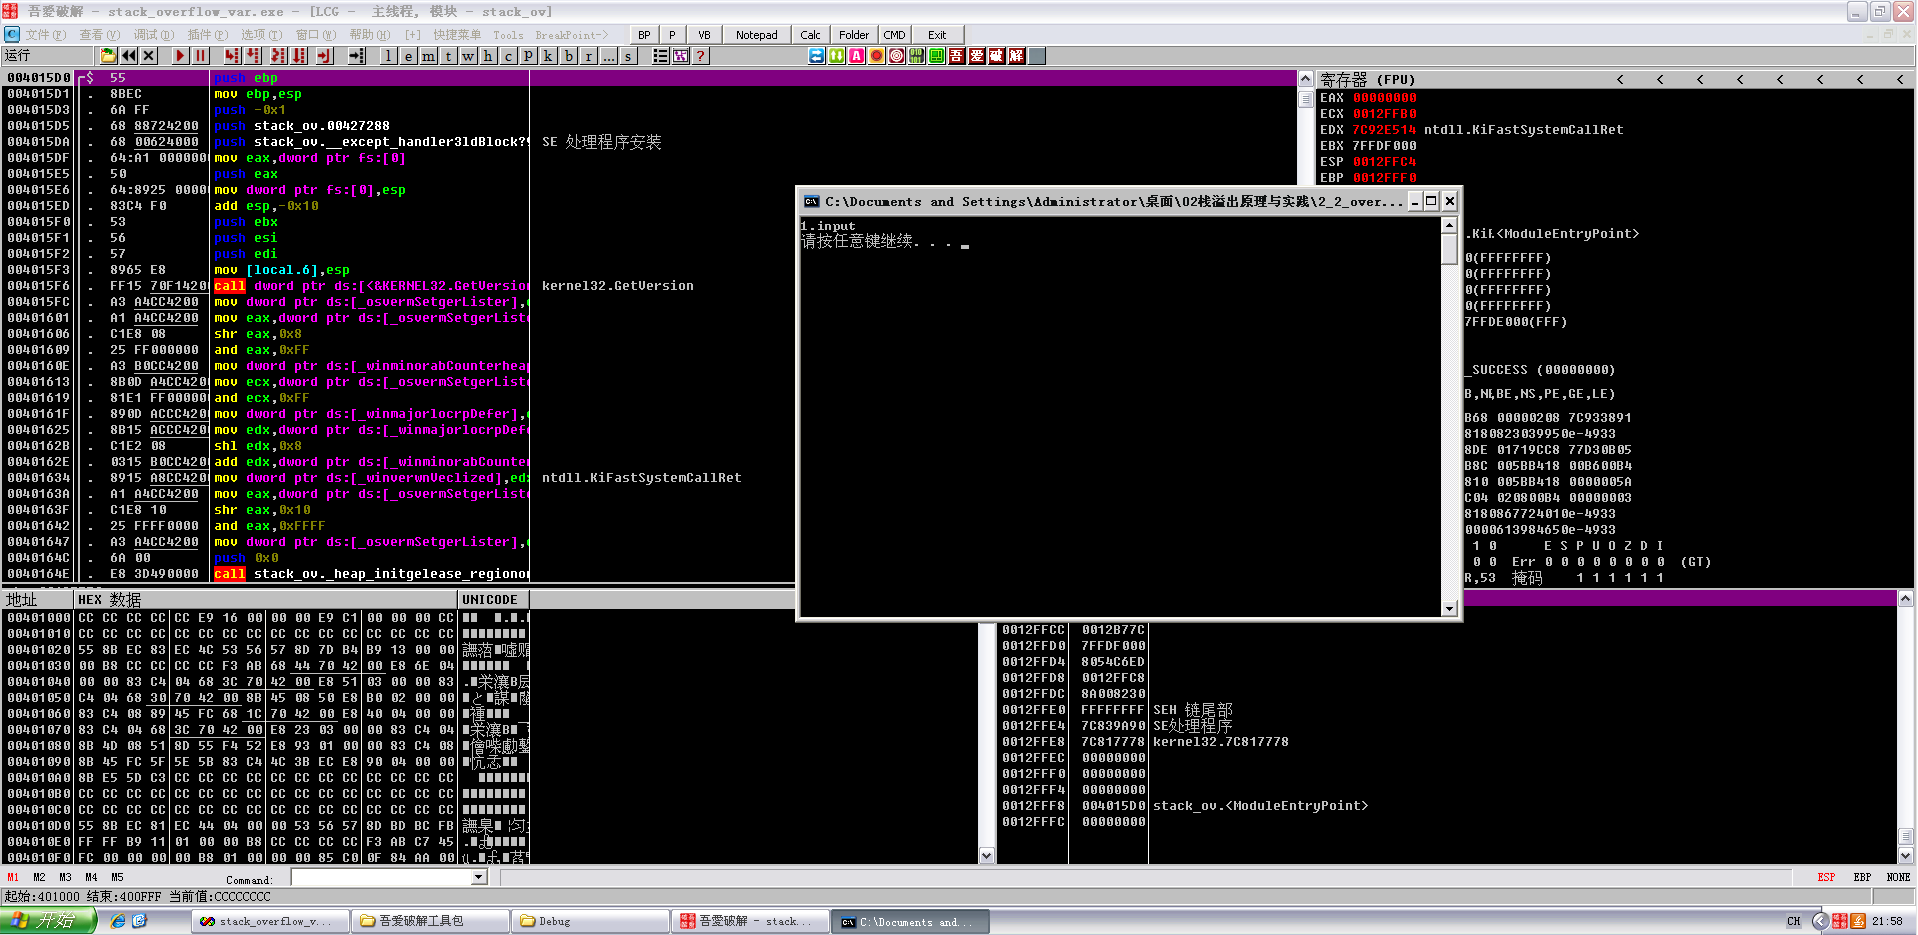 吾爱破解 - stack_overflow_var.exe - [LCG -  主线程, 模块 - stack_ov]
文件(F) 查看(V) 调试(D) 插件(P) 选项(T) 窗口(W) 帮助(H) [+] 快捷菜单 Tools BreakPoint-> BP P VB Notepad Calc Folder CMD Exit
运行 l e m t w h c p k b r ... s ? 吾 爱 破 解
004015D0 $ 55 push ebp
004015D1 . 8BEC mov ebp,esp
004015D3 . 6A FF push -0x1
004015D5 . 68 88724200 push stack_ov.00427288
004015DA . 68 00624000 push stack_ov.__except_handler3ldBlock?? SE 处理程序安装
004015DF . 64:A1 000000 mov eax,dword ptr fs:[0]
004015E5 . 50 push eax
004015E6 . 64:8925 0000 mov dword ptr fs:[0],esp
004015ED . 83C4 F0 add esp,-0x10
004015F0 . 53 push ebx
004015F1 . 56 push esi
004015F2 . 57 push edi
004015F3 . 8965 E8 mov [local.6],esp
004015F6 . FF15 70F14200 call dword ptr ds:[<&KERNEL32.GetVersion kernel32.GetVersion
004015FC . A3 A4CC4200 mov dword ptr ds:[_osvermSetgerLister],
00401601 . A1 A4CC4200 mov eax,dword ptr ds:[_osvermSetgerListe
00401606 . C1E8 08 shr eax,0x8
00401609 . 25 FF000000 and eax,0xFF
0040160E . A3 B0CC4200 mov dword ptr ds:[_winminorabCounterheap
00401613 . 8B0D A4CC420 mov ecx,dword ptr ds:[_osvermSetgerListe
00401619 . 81E1 FF00000 and ecx,0xFF
0040161F . 890D ACCC420 mov dword ptr ds:[_winmajorlocrpDefer],
00401625 . 8B15 ACCC420 mov edx,dword ptr ds:[_winmajorlocrpDefe
0040162B . C1E2 08 shl edx,0x8
0040162E . 0315 B0CC420 add edx,dword ptr ds:[_winminorabCounter
00401634 . 8915 A8CC420 mov dword ptr ds:[_winverwnVeclized],edx ntdll.KiFastSystemCallRet
0040163A . A1 A4CC4200 mov eax,dword ptr ds:[_osvermSetgerListe
0040163F . C1E8 10 shr eax,0x10
00401642 . 25 FFFF0000 and eax,0xFFFF
00401647 . A3 A4CC4200 mov dword ptr ds:[_osvermSetgerLister],
0040164C . 6A 00 push 0x0
0040164E . E8 3D490000 call stack_ov._heap_initgelease_regionon
寄存器 (FPU) < < < < < < < <
EAX 00000000
ECX 0012FFB0
EDX 7C92E514 ntdll.KiFastSystemCallRet
EBX 7FFDF000
ESP 0012FFC4
EBP 0012FFF0
C:\Documents and Settings\Administrator\桌面\02栈溢出原理与实践\2_2_over...
1.input
请按任意键继续. . .
<ModuleEntryPoint>
0(FFFFFFFF)
0(FFFFFFFF)
0(FFFFFFFF)
0(FFFFFFFF)
7FFDE000(FFF)
_SUCCESS (00000000)
B,NE,BE,NS,PE,GE,LE)
B68 00000208 7C933891
8180823039950e-4933
8DE 01719CC8 77D30B05
B8C 005BB418 00B600B4
810 005BB418 0000005A
C04 020800B4 00000003
8180867724010e-4933
0000613984650e-4933
1 0 E S P U O Z D I
0 0 Err 0 0 0 0 0 0 0 0 (GT)
R,53 掩码 1 1 1 1 1 1
地址 HEX 数据 UNICODE
00401000 CC CC CC CC CC E9 16 00 00 00 E9 C1 00 00 00 CC
00401010 CC CC CC CC CC CC CC CC CC CC CC CC CC CC CC CC
00401020 55 8B EC 83 EC 4C 53 56 57 8D 7D B4 B9 13 00 00
00401030 00 B8 CC CC CC CC F3 AB 68 44 70 42 00 E8 6E 04
00401040 00 00 83 C4 04 68 3C 70 42 00 E8 51 03 00 00 83
00401050 C4 04 68 30 70 42 00 8B 45 08 50 E8 B0 02 00 00
00401060 83 C4 08 89 45 FC 68 1C 70 42 00 E8 40 04 00 00
00401070 83 C4 04 68 3C 70 42 00 E8 23 03 00 00 83 C4 04
00401080 8B 4D 08 51 8D 55 F4 52 E8 93 01 00 00 83 C4 08
00401090 8B 45 FC 5F 5E 5B 83 C4 4C 3B EC E8 90 04 00 00
004010A0 8B E5 5D C3 CC CC CC CC CC CC CC CC CC CC CC CC
004010B0 CC CC CC CC CC CC CC CC CC CC CC CC CC CC CC CC
004010C0 CC CC CC CC CC CC CC CC CC CC CC CC CC CC CC CC
004010D0 55 8B EC 81 EC 44 04 00 00 53 56 57 8D BD BC FB
004010E0 FF FF B9 11 01 00 00 B8 CC CC CC CC F3 AB C7 45
004010F0 FC 00 00 00 00 B8 01 00 00 00 85 C0 0F 84 AA 00
0012FFCC 0012B77C
0012FFD0 7FFDF000
0012FFD4 8054C6ED
0012FFD8 0012FFC8
0012FFDC 8A008230
0012FFE0 FFFFFFFF SEH 链尾部
0012FFE4 7C839A90 SE处理程序
0012FFE8 7C817778 kernel32.7C817778
0012FFEC 00000000
0012FFF0 00000000
0012FFF4 00000000
0012FFF8 004015D0 stack_ov.<ModuleEntryPoint>
0012FFFC 00000000
M1 M2 M3 M4 M5 Command: ESP EBP NONE
起始:401000 结束:400FFF 当前值:CCCCCCCC
开始 stack_overflow_v... 吾爱破解工具包 Debug 吾爱破解 - stack... C:\Documents and... CH 21:58